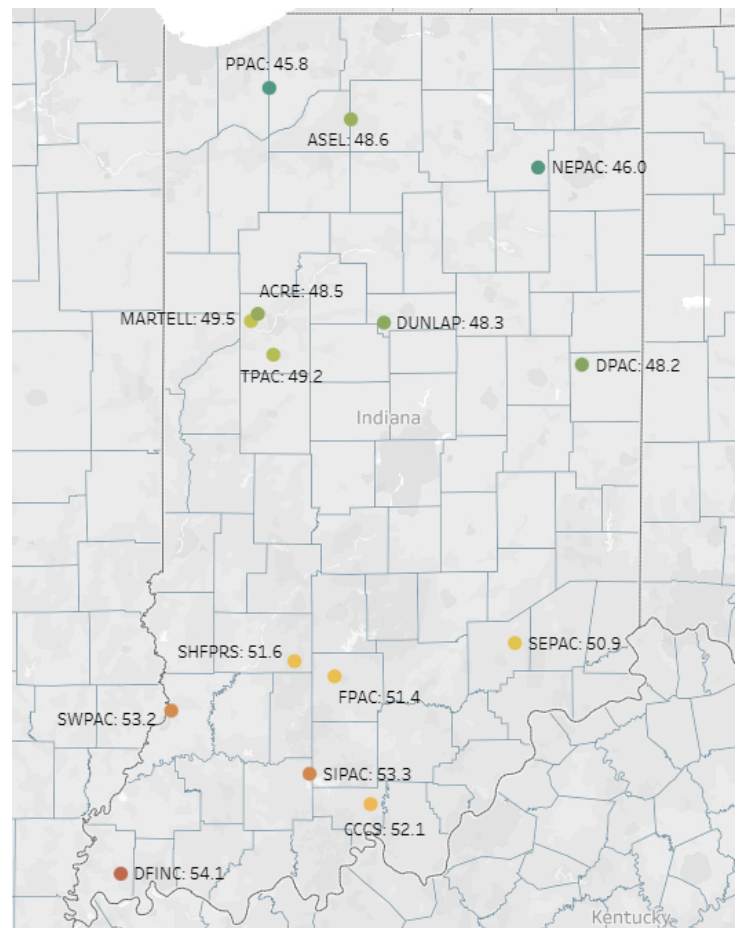 PPAC: 45.8
ASEL: 48.6
NEPAC: 46.0
ACRE: 48.5
MARTELL: 49.5
DUNLAP: 48.3
TPAC: 49.2
DPAC: 48.2
Indiana
SHFPRS: 51.6
SEPAC: 50.9
FPAC: 51.4
SWPAC: 53.2
SIPAC: 53.3
CCCS: 52.1
DFINC: 54.1
Kentucky